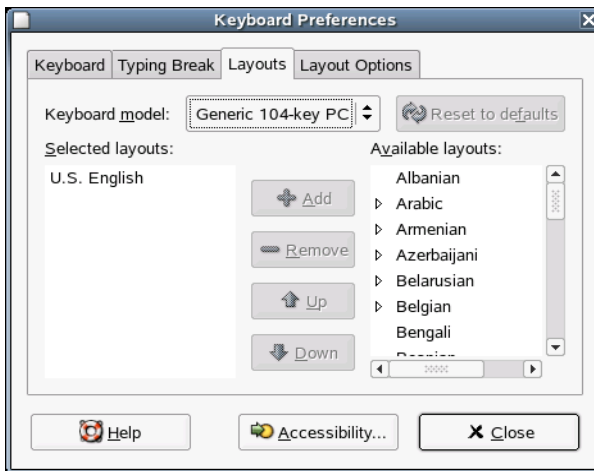 Keyboard Preferences
Keyboard Typing Break Layouts Layout Options
Keyboard model: Generic 104-key PC Reset to defaults
Selected layouts:
U.S. English
Add
Remove
Up
Down
Available layouts:
Albanian
Arabic
Armenian
Azerbaijani
Belarusian
Belgian
Bengali
Help Accessibility... Close